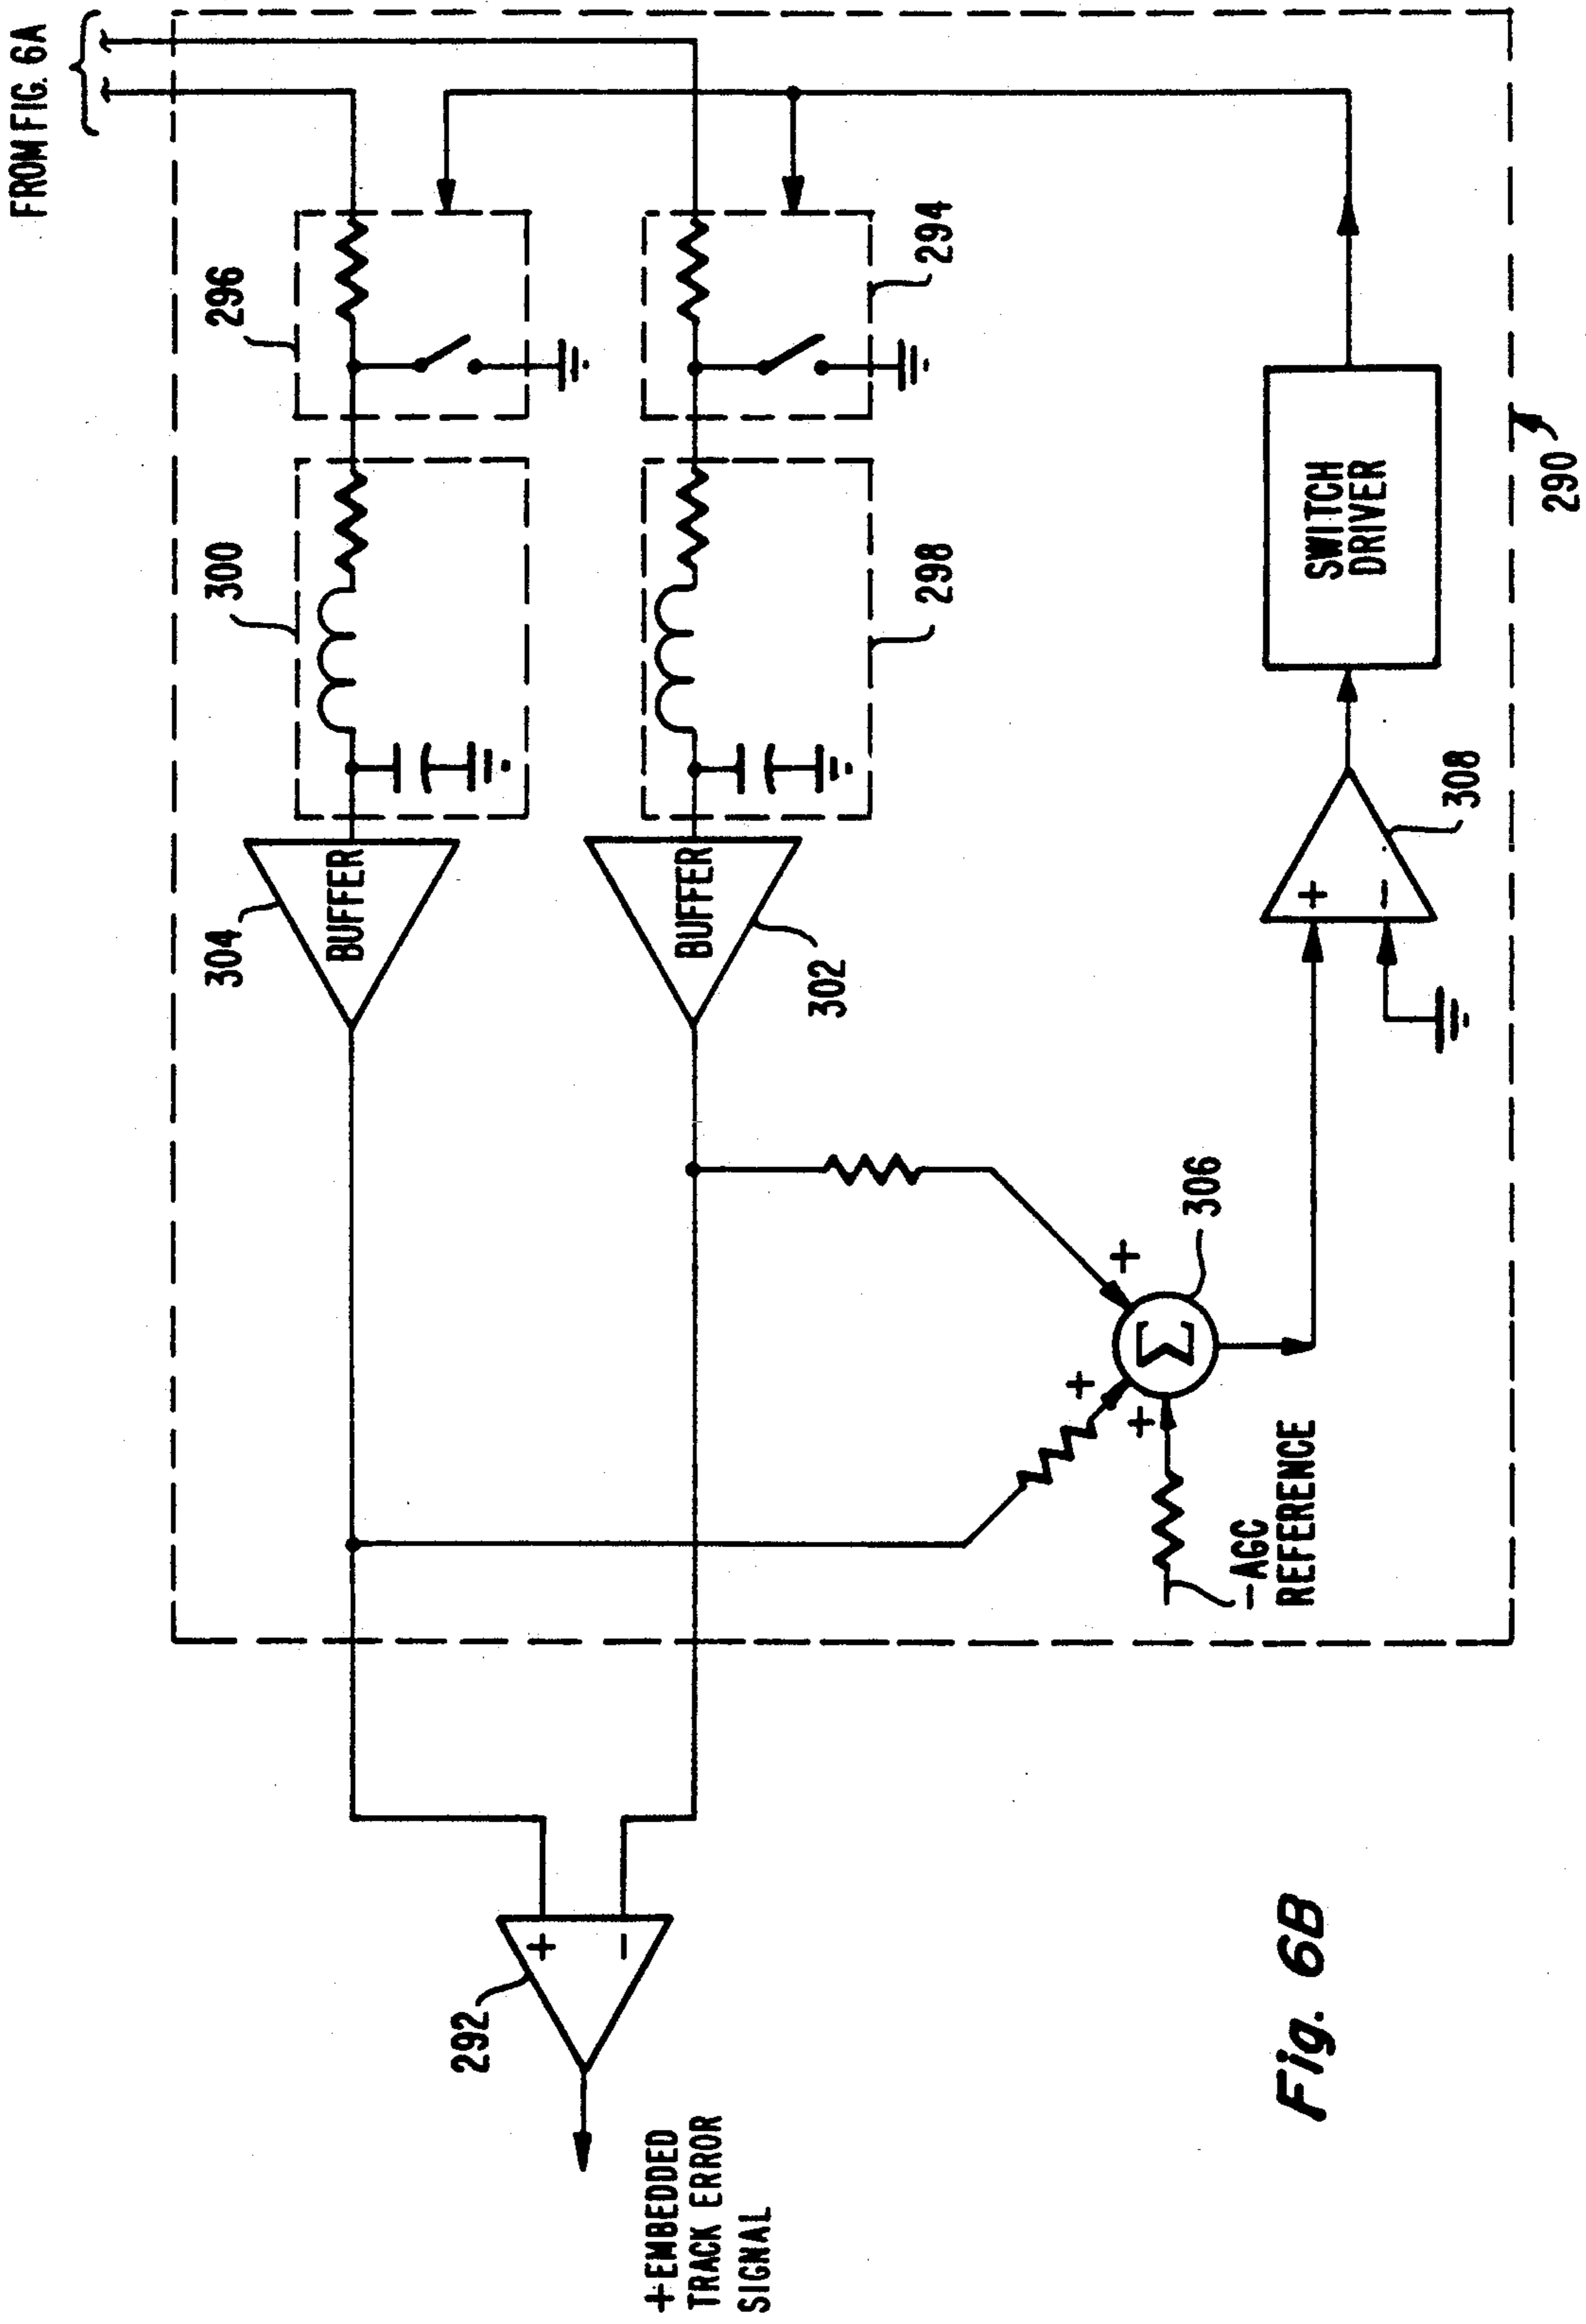 FROM FIG. 6A
296
294
300
298
304
BUFFER
302
BUFFER
SWITCH
DRIVER
290
308
+
−
306
+
+
+
Σ
−AGC
REFERENCE
292
+
−
+EMBEDDED
TRACK ERROR
SIGNAL
Fig. 6B